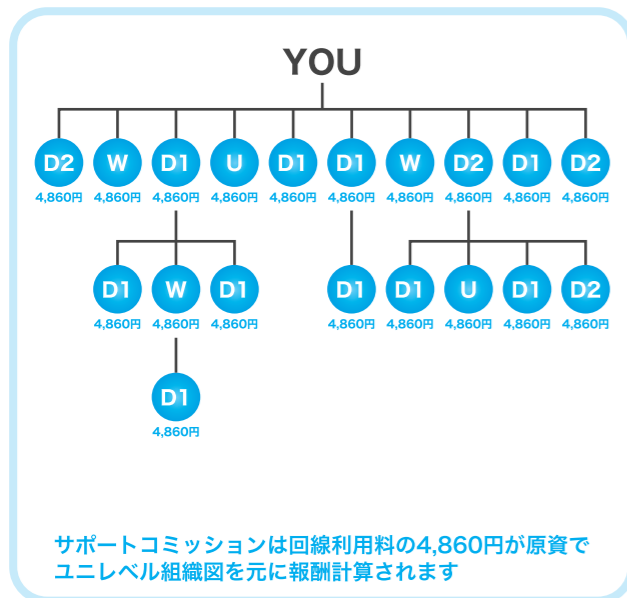 YOU
D2 W D1 U D1 D1 W D2 D1 D2
4,860円 4,860円 4,860円 4,860円 4,860円 4,860円 4,860円 4,860円 4,860円 4,860円
D1 W D1 D1 D1 U D1 D2
4,860円 4,860円 4,860円 4,860円 4,860円 4,860円 4,860円 4,860円
D1
4,860円
サポートコミッションは回線利用料の4,860円が原資で
ユニレベル組織図を元に報酬計算されます